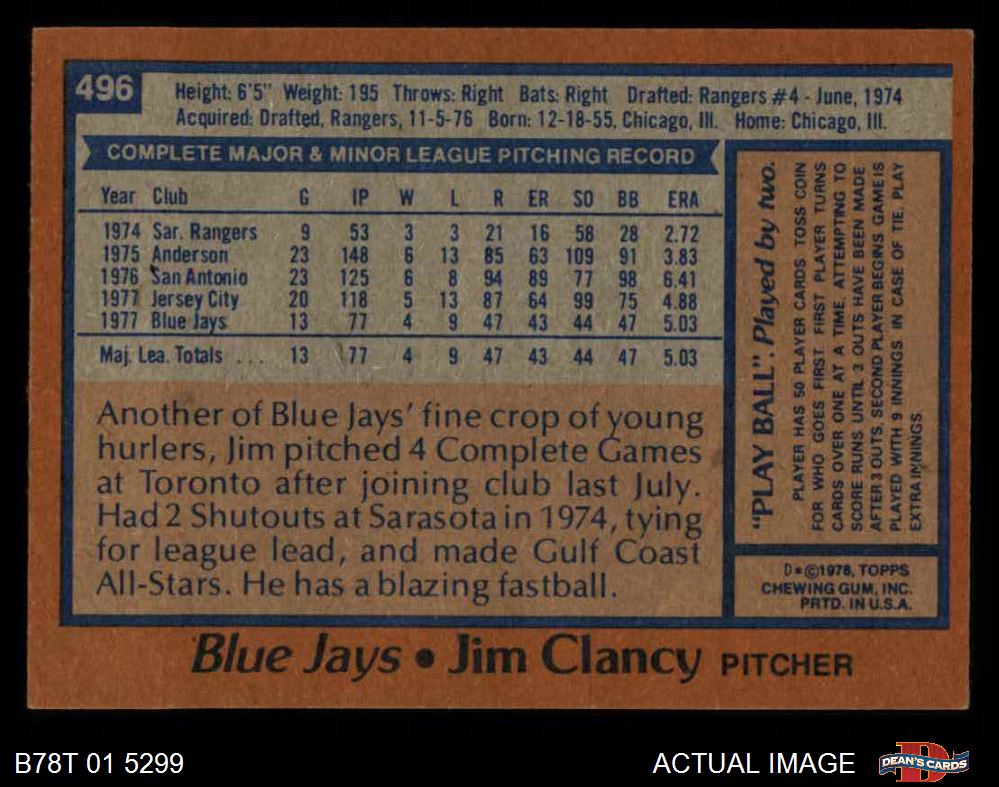 496
Height: 6'5" Weight: 195 Throws: Right Bats: Right Drafted: Rangers #4 - June, 1974
Acquired: Drafted, Rangers, 11-5-76 Born: 12-18-55, Chicago, Ill. Home: Chicago, Ill.
COMPLETE MAJOR & MINOR LEAGUE PITCHING RECORD
Year Club G IP W L R ER SO BB ERA
1974 Sar. Rangers 9 53 3 3 21 16 58 28 2.72
1975 Anderson 23 148 6 13 85 63 109 91 3.83
1976 San Antonio 23 125 6 8 94 89 77 98 6.41
1977 Jersey City 20 118 5 13 87 64 99 75 4.88
1977 Blue Jays 13 77 4 9 47 43 44 47 5.03
Maj. Lea. Totals ... 13 77 4 9 47 43 44 47 5.03
Another of Blue Jays' fine crop of young
hurlers, Jim pitched 4 Complete Games
at Toronto after joining club last July.
Had 2 Shutouts at Sarasota in 1974, tying
for league lead, and made Gulf Coast
All-Stars. He has a blazing fastball.
"PLAY BALL". Played by two.
PLAYER HAS 50 PLAYER CARDS TOSS COIN
FOR WHO GOES FIRST. FIRST PLAYER TURNS
CARDS OVER ONE AT A TIME, ATTEMPTING TO
SCORE RUNS UNTIL 3 OUTS HAVE BEEN MADE.
AFTER 3 OUTS, SECOND PLAYER BEGINS GAME IS
PLAYED WITH 9 INNINGS. IN CASE OF TIE, PLAY
EXTRA INNINGS
D*©1978, TOPPS
CHEWING GUM, INC.
PRTD. IN U.S.A.
Blue Jays • Jim Clancy PITCHER
B78T 01 5299
ACTUAL IMAGE
D
DEAN'S CARDS